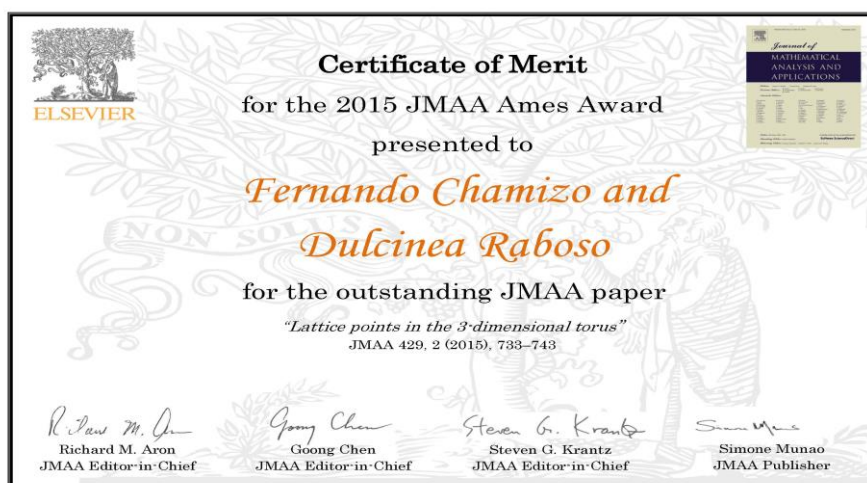 ELSEVIER
Certificate of Merit
for the 2015 JMAA Ames Award
presented to
Fernando Chamizo and
Dulcinea Raboso
for the outstanding JMAA paper
“Lattice points in the 3-dimensional torus”
JMAA 429, 2 (2015), 733–743
NON SOLUS
Journal of
MATHEMATICAL
ANALYSIS AND
APPLICATIONS
Richard M. Aron
JMAA Editor-in-Chief
Goong Chen
JMAA Editor-in-Chief
Steven G. Krantz
JMAA Editor-in-Chief
Simone Munao
JMAA Publisher